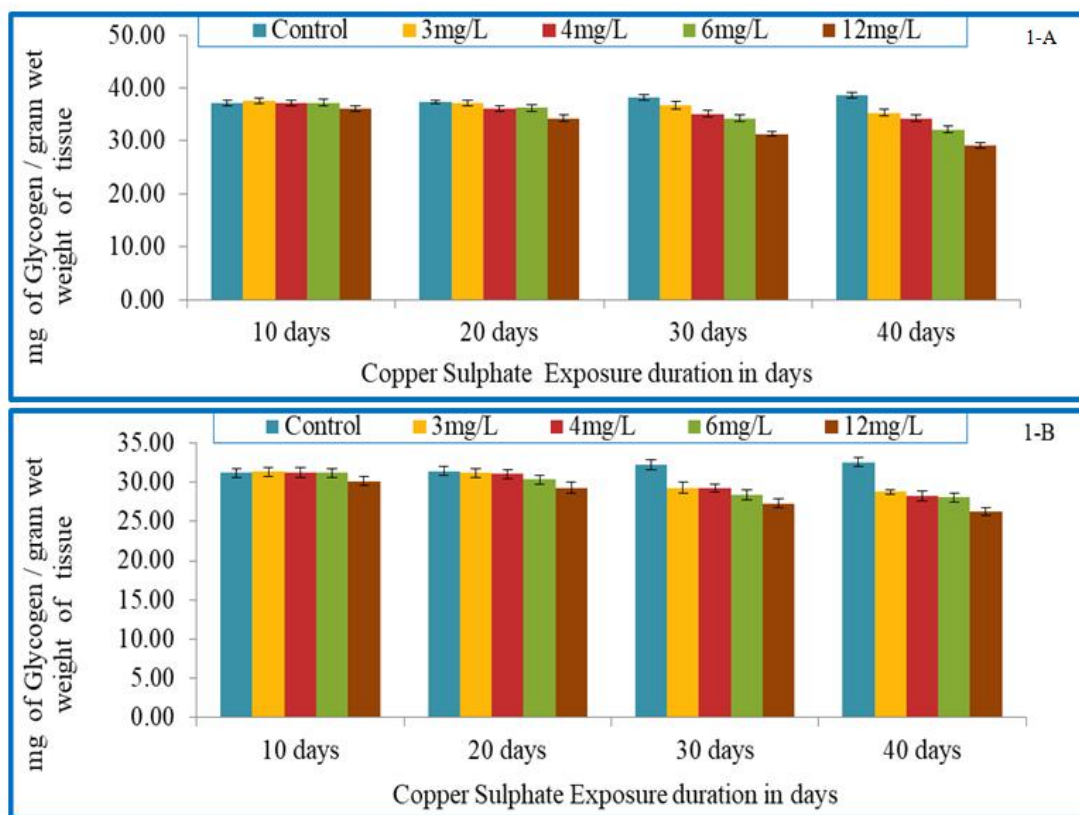 Control 3mg/L 4mg/L 6mg/L 12mg/L
1-A
50.00
40.00
30.00
20.00
10.00
0.00
mg of Glycogen / gram wet
weight of tissue
10 days 20 days 30 days 40 days
Copper Sulphate Exposure duration in days
Control 3mg/L 4mg/L 6mg/L 12mg/L
1-B
35.00
30.00
25.00
20.00
15.00
10.00
5.00
0.00
mg of Glycogen / gram wet
weight of tissue
10 days 20 days 30 days 40 days
Copper Sulphate Exposure duration in days